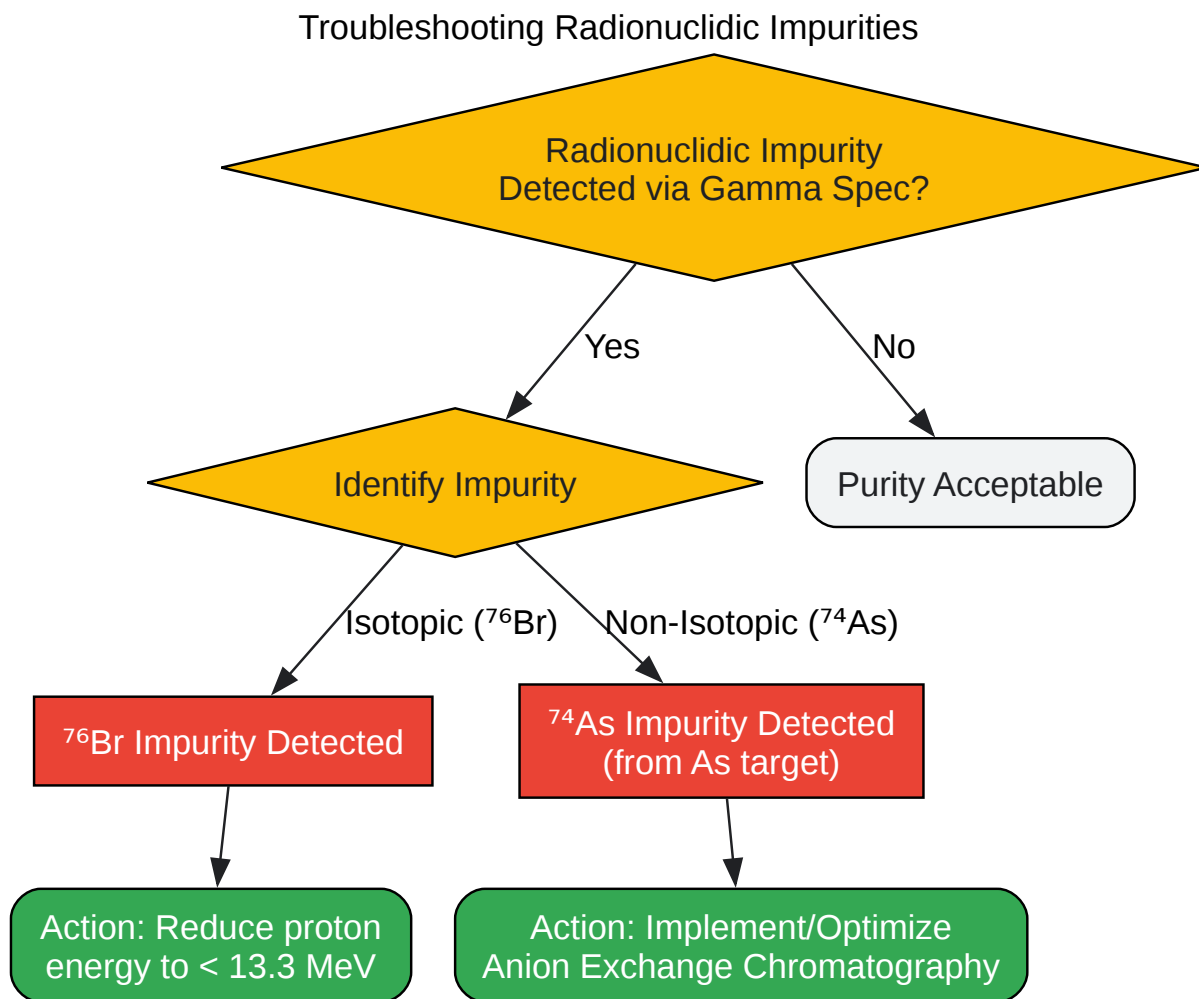 Troubleshooting Radionuclidic Impurities
Radionuclidic Impurity
Detected via Gamma Spec?
Yes
No
Identify Impurity
Purity Acceptable
Isotopic (⁷⁶Br)
Non-Isotopic (⁷⁴As)
⁷⁶Br Impurity Detected
⁷⁴As Impurity Detected
(from As target)
Action: Reduce proton
energy to < 13.3 MeV
Action: Implement/Optimize
Anion Exchange Chromatography